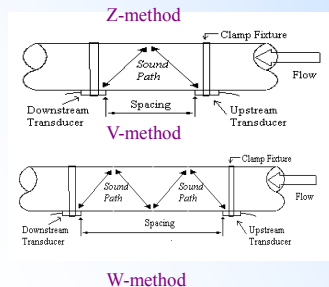 Z-method
Clamp Fixture
Sound
Path
Flow
Spacing
Downstream
Transducer
Upstream
Transducer
V-method
Clamp Fixture
Sound
Path
Sound
Path
Flow
Spacing
Downstream
Transducer
Upstream
Transducer
W-method